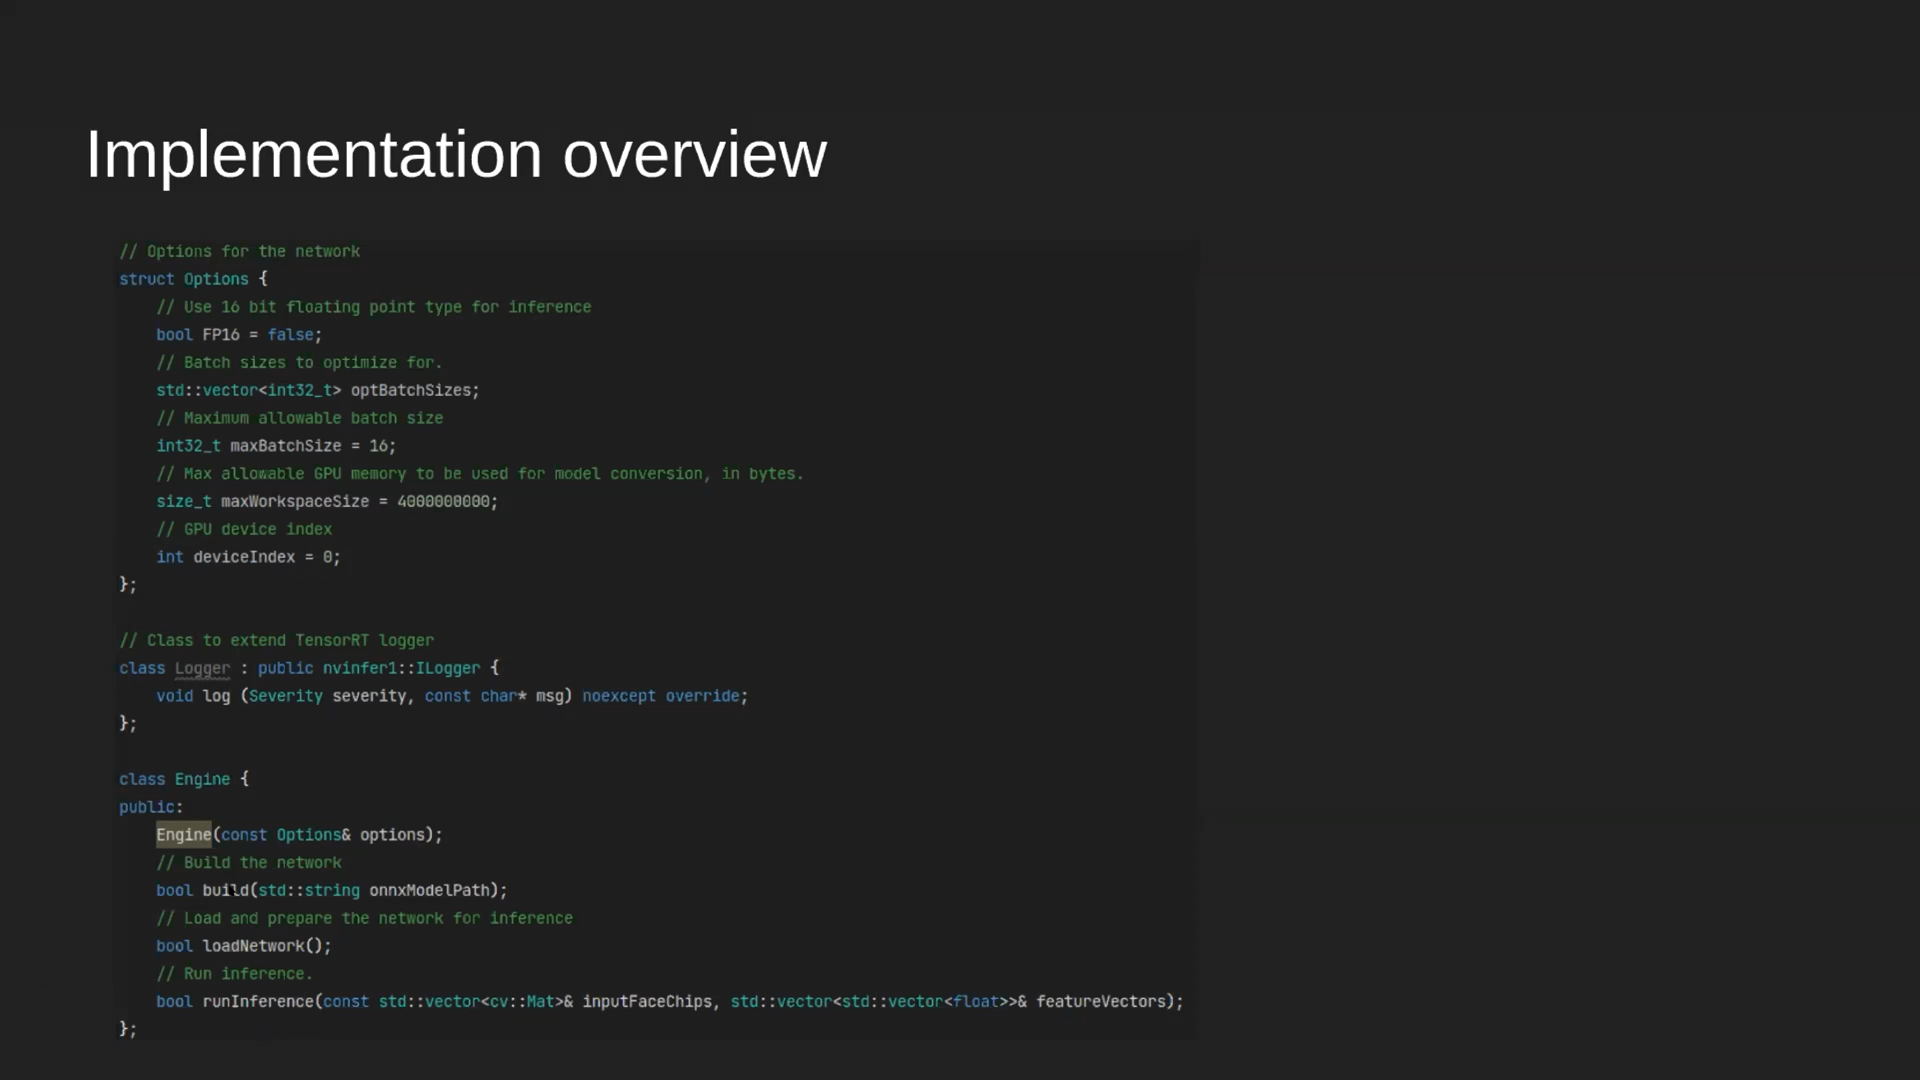 Implementation overview
// Options for the network
struct Options {
// Use 16 bit floating point type for inference
bool FP16 = false;
// Batch sizes to optimize for.
std::vector<int32_t> optBatchSizes;
// Maximum allowable batch size
int32_t maxBatchSize = 16;
// Max allowable GPU memory to be used for model conversion, in bytes.
size_t maxWorkspaceSize = 4000000000;
// GPU device index
int deviceIndex = 0;
};
// Class to extend TensorRT logger
class Logger : public nvinfer1::ILogger {
void log (Severity severity, const char* msg) noexcept override;
};
class Engine {
public:
Engine(const Options& options);
// Build the network
bool build(std::string onnxModelPath);
// Load and prepare the network for inference
bool loadNetwork();
// Run inference.
bool runInference(const std::vector<cv::Mat>& inputFaceChips, std::vector<std::vector<float>>& featureVectors);
};